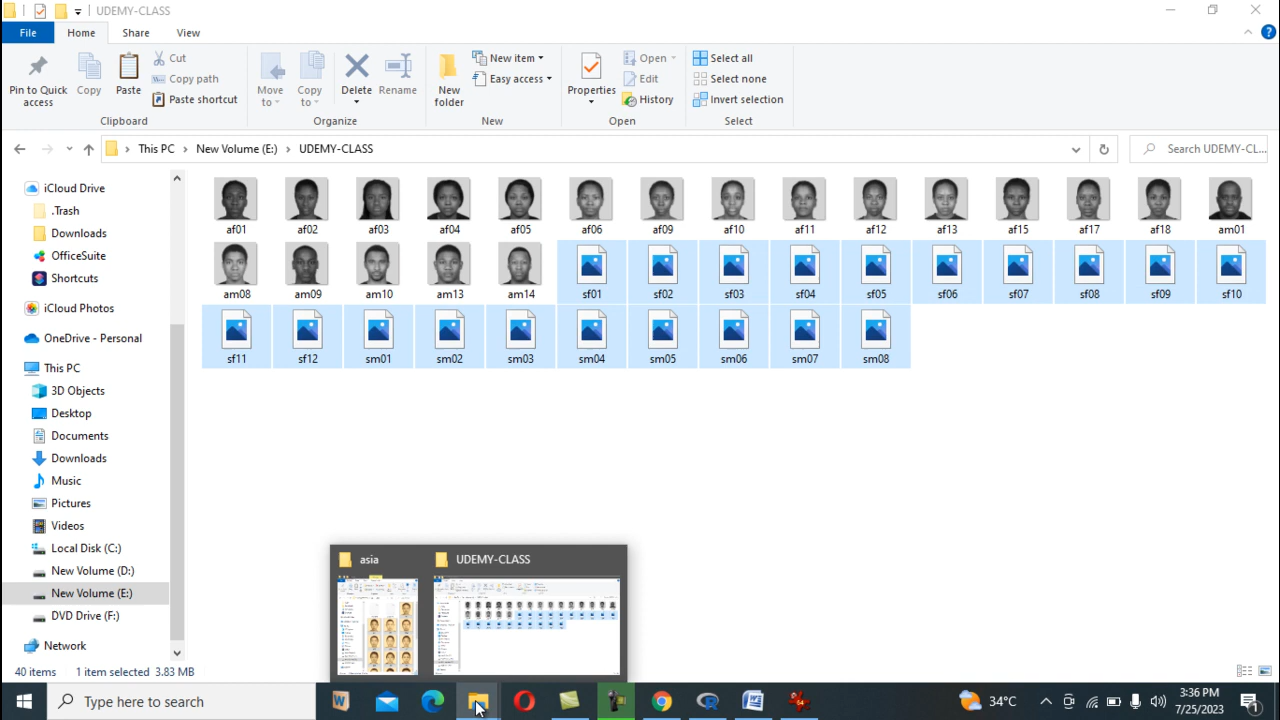 UDEMY-CLASS
File Home Share View
Pin to Quick access
Copy
Paste
Cut
Copy path
Paste shortcut
Clipboard
Move to
Copy to
Delete
Rename
Organize
New folder
New item
Easy access
New
Properties
Open
Edit
History
Open
Select all
Select none
Invert selection
Select
This PC New Volume (E:) UDEMY-CLASS
Search UDEMY-CL...
iCloud Drive
.Trash
Downloads
OfficeSuite
Shortcuts
iCloud Photos
OneDrive - Personal
This PC
3D Objects
Desktop
Documents
Downloads
Music
Pictures
Videos
Local Disk (C:)
New Volume (D:)
New Volume (E:)
DVD Drive (F:)
Network
af01 af02 af03 af04 af05 af06 af09 af10 af11 af12 af13 af15 af17 af18 am01
am08 am09 am10 am13 am14 sf01 sf02 sf03 sf04 sf05 sf06 sf07 sf08 sf09 sf10
sf11 sf12 sm01 sm02 sm03 sm04 sm05 sm06 sm07 sm08
asia UDEMY-CLASS
40 items 1 item selected 3.83 MB
Type here to search
34°C
3:36 PM
7/25/2023
1